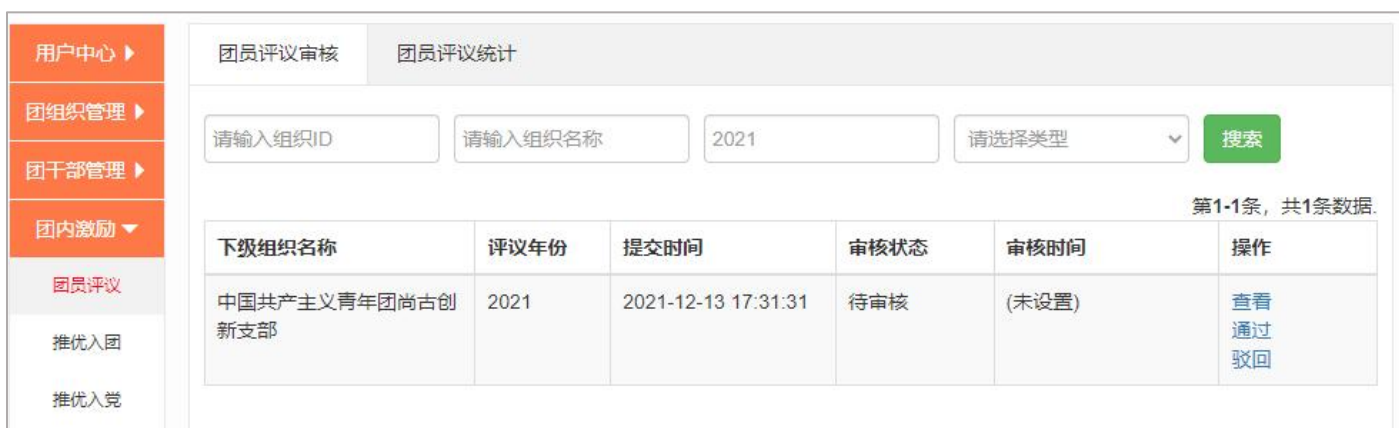 用户中心
团组织管理
团干部管理
团内激励
团员评议
推优入团
推优入党
团员评议审核 团员评议统计
请输入组织ID 请输入组织名称 2021 请选择类型 搜索
第1-1条，共1条数据.
下级组织名称 评议年份 提交时间 审核状态 审核时间 操作
中国共产主义青年团尚古创 2021 2021-12-13 17:31:31 待审核 (未设置) 查看
新支部 通过
驳回